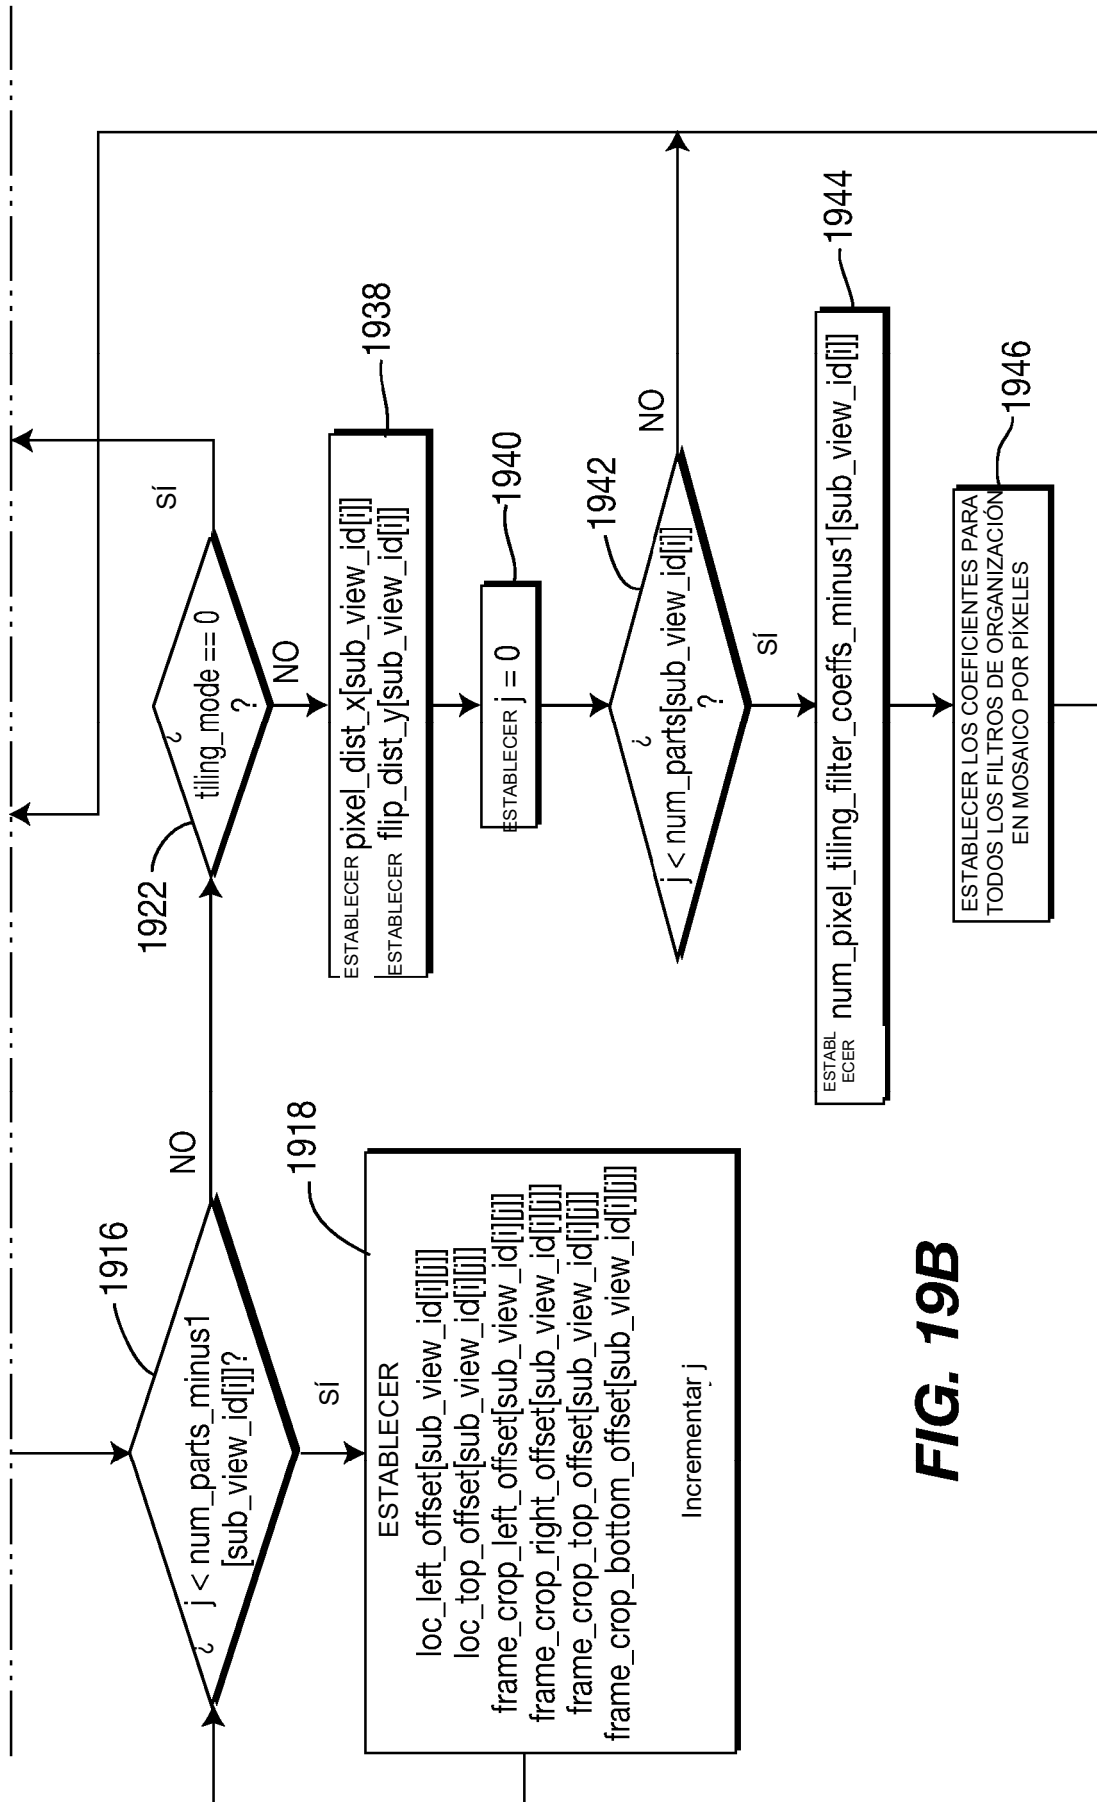 1916
¿
j < num_parts_minus1
[sub_view_id[i]]?
NO
SÍ
1918
ESTABLECER
loc_left_offset[sub_view_id[i][j]]
loc_top_offset[sub_view_id[i][j]]
frame_crop_left_offset[sub_view_id[i][j]]
frame_crop_right_offset[sub_view_id[i][j]]
frame_crop_top_offset[sub_view_id[i][j]]
frame_crop_bottom_offset[sub_view_id[i][j]]
Incrementar j
1922
¿
tiling_mode == 0
?
SÍ
NO
1938
ESTABLECER pixel_dist_x[sub_view_id[i]]
ESTABLECER flip_dist_y[sub_view_id[i]]
1940
ESTABLECER j = 0
1942
¿
j < num_parts[sub_view_id[i]]
?
NO
SÍ
1944
ESTABL
ECER num_pixel_tiling_filter_coeffs_minus1[sub_view_id[i]]
1946
ESTABLECER LOS COEFICIENTES PARA
TODOS LOS FILTROS DE ORGANIZACIÓN
EN MOSAICO POR PÍXELES
FIG. 19B